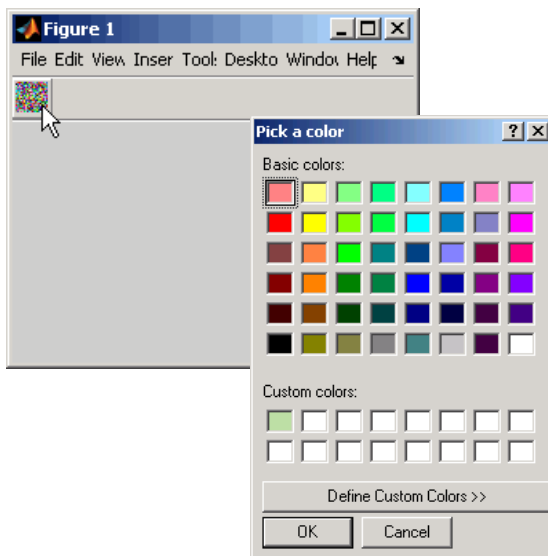 Figure 1
File Edit View Inser Tool: Deskto Window Help
Pick a color
Basic colors:
Custom colors:
Define Custom Colors >>
OK Cancel